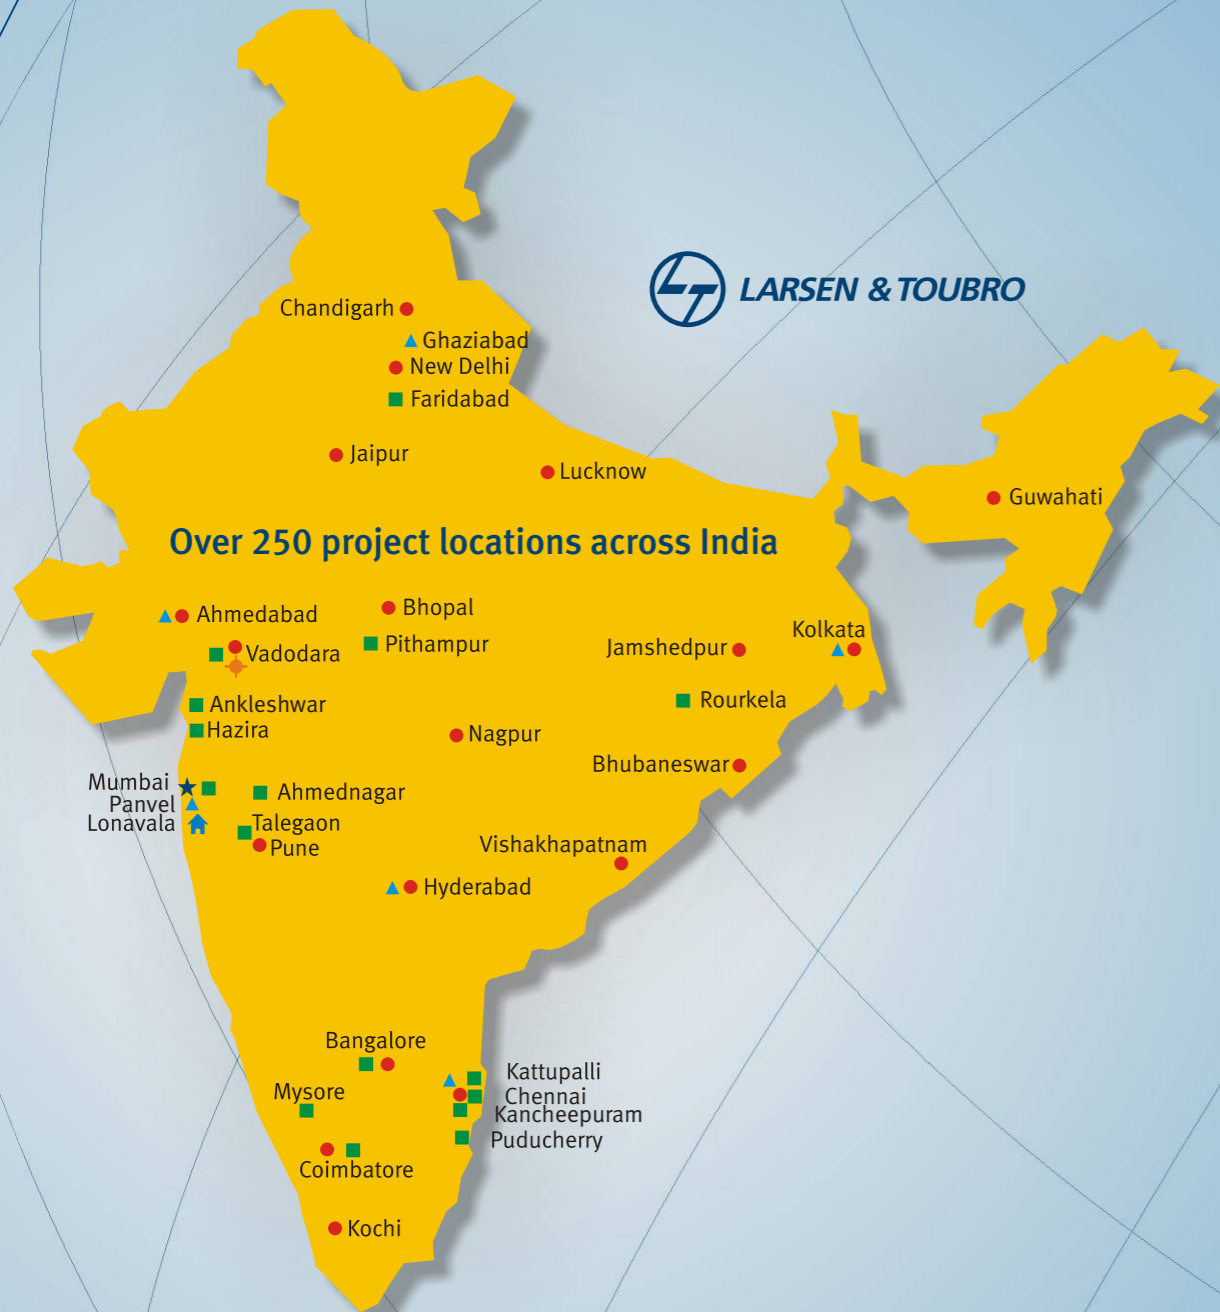 Chandigarh
Ghaziabad
LARSEN & TOUBRO
New Delhi
Faridabad
Jaipur
Lucknow
Guwahati
Over 250 project locations across India
Ahmedabad
Bhopal
Kolkata
Vadodara
Pithampur
Jamshedpur
Ankleshwar
Rourkela
Hazira
Nagpur
Bhubaneswar
Mumbai
Ahmednagar
Panvel
Lonavala
Talegaon
Pune
Vishakhapatnam
Hyderabad
Bangalore
Kattupalli
Mysore
Chennai
Kancheepuram
Puducherry
Coimbatore
Kochi